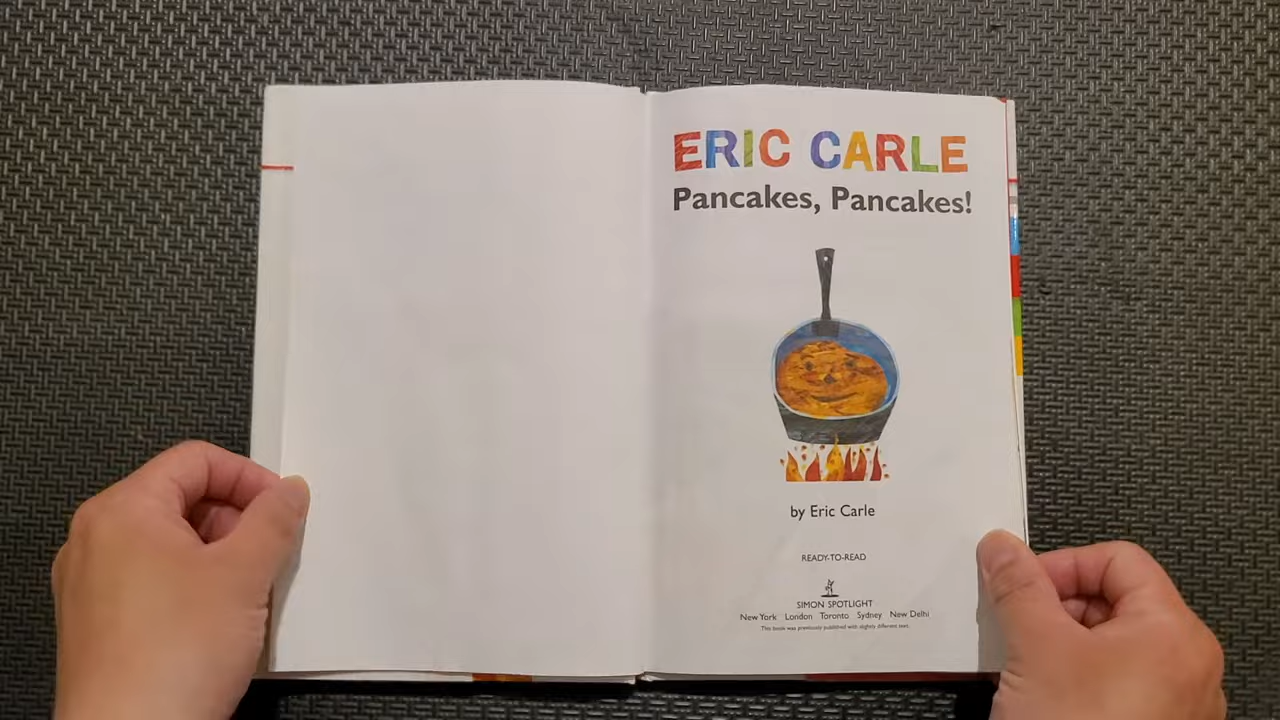 ERIC CARLE
Pancakes, Pancakes!
by Eric Carle
READY-TO-READ
SIMON SPOTLIGHT
New York London Toronto Sydney New Delhi
This book was previously published with slightly different text.